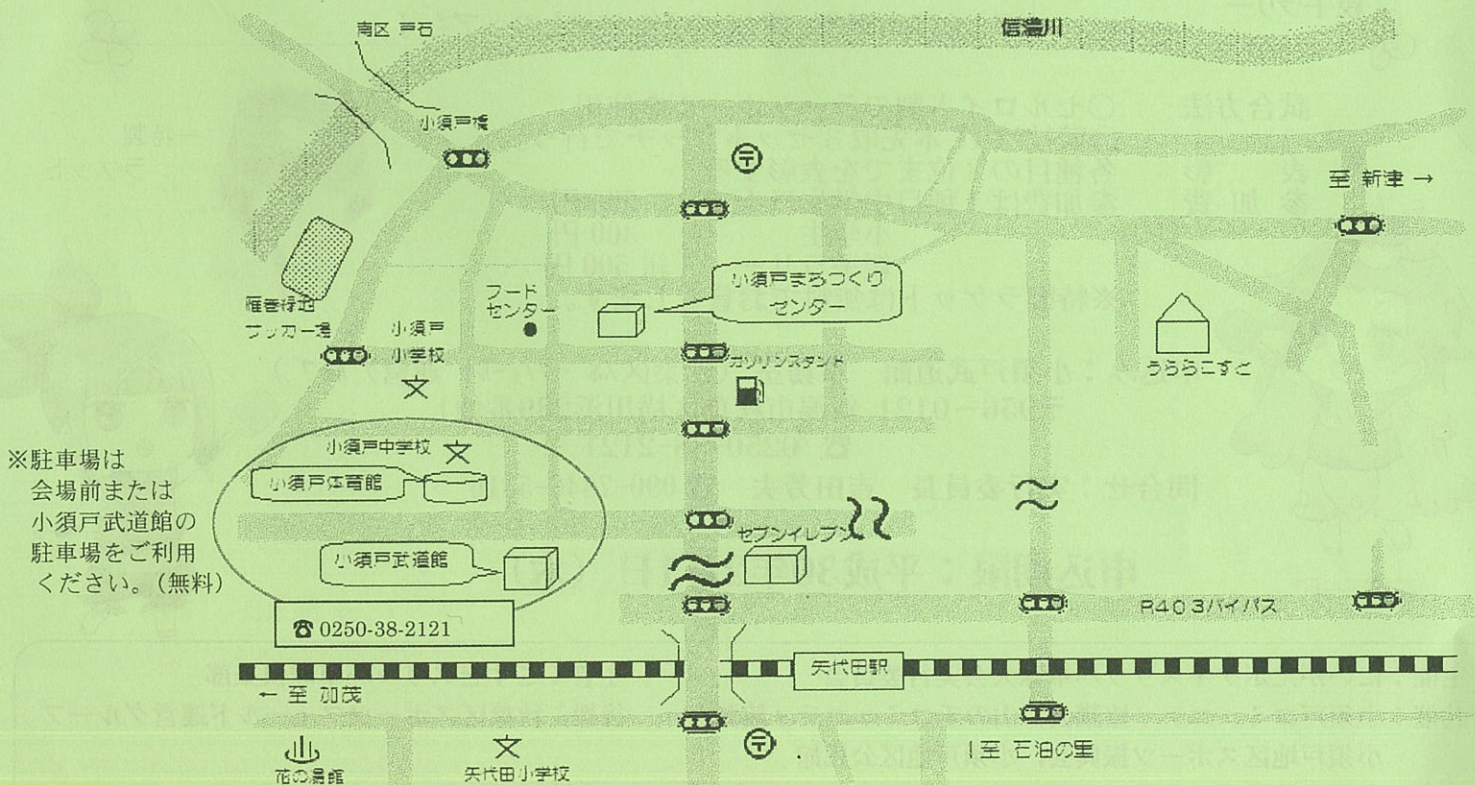 南区 戸石
信濃川
小須戸橋
至 新津 →
雁巻緑地
サッカー場
フード
センター
小須戸まちづくり
センター
小須戸
小学校
ガソリンスタンド
うららこすど
小須戸中学校
小須戸体育館
※駐車場は
会場前または
小須戸武道館の
駐車場をご利用
ください。(無料)
小須戸武道館
セブンイレブン
R403バイパス
☎ 0250-38-2121
矢代田駅
← 至 加茂
花の湯館
矢代田小学校
↓至 石油の里